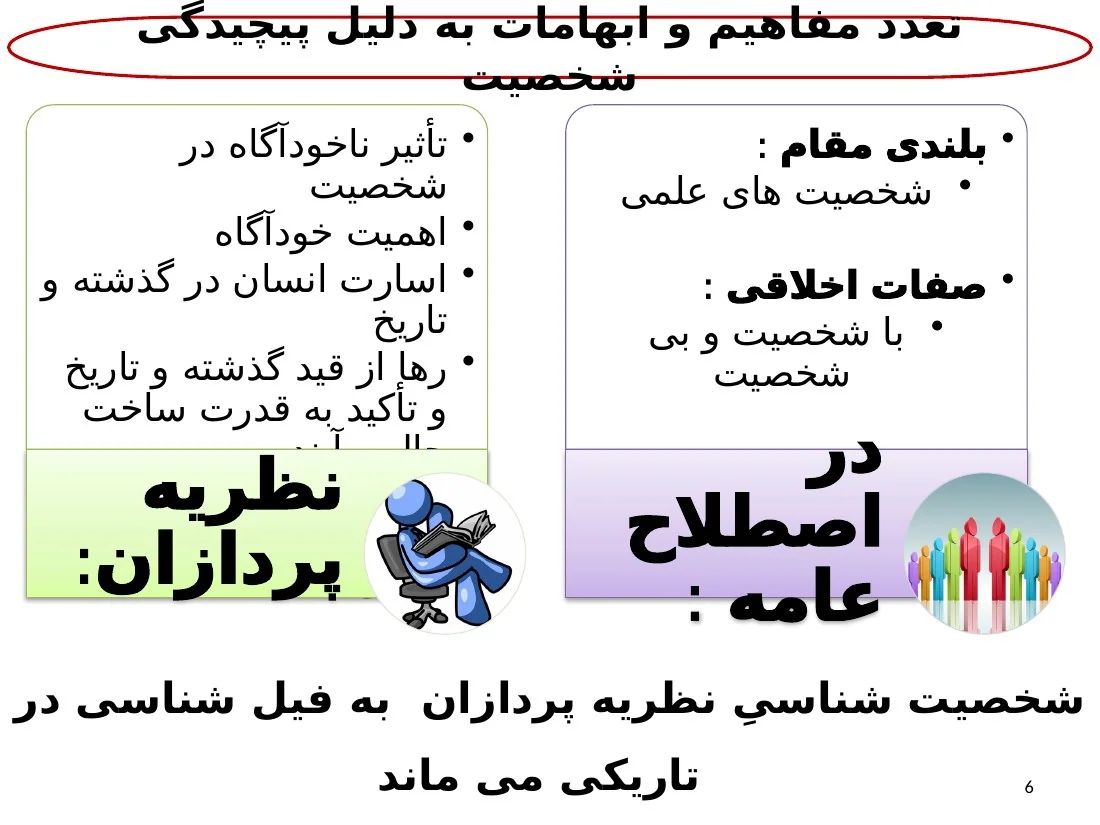 تعدد مفاهیم و ابهامات به دلیل پیچیدگی
شخصیت
• بلندی مقام :
• شخصیت های علمی
• صفات اخلاقی :
• با شخصیت و بی
شخصیت
در
اصطلاح
عامه :
• تأثیر ناخودآگاه در
شخصیت
• اهمیت خودآگاه
• اسارت انسان در گذشته و
تاریخ
• رها از قید گذشته و تاریخ
و تأکید به قدرت ساخت
نظریه
پردازان:
شخصیت شناسیِ نظریه پردازان به فیل شناسی در
تاریکی می ماند
6